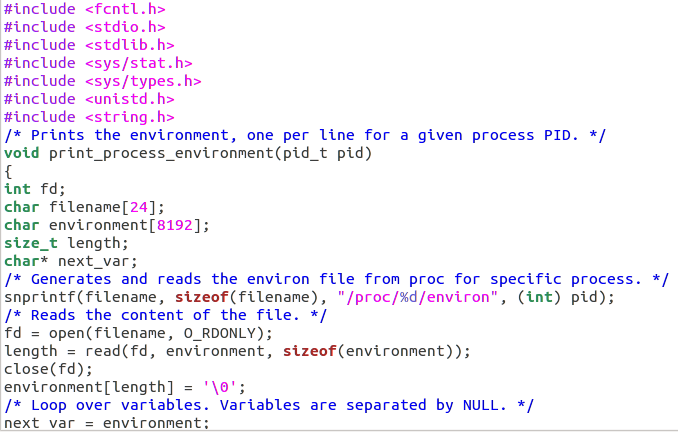 #include <fcntl.h>
#include <stdio.h>
#include <stdlib.h>
#include <sys/stat.h>
#include <sys/types.h>
#include <unistd.h>
#include <string.h>
/* Prints the environment, one per line for a given process PID. */
void print_process_environment(pid_t pid)
{
int fd;
char filename[24];
char environment[8192];
size_t length;
char* next_var;
/* Generates and reads the environ file from proc for specific process. */
snprintf(filename, sizeof(filename), "/proc/%d/environ", (int) pid);
/* Reads the content of the file. */
fd = open(filename, O_RDONLY);
length = read(fd, environment, sizeof(environment));
close(fd);
environment[length] = '\0';
/* Loop over variables. Variables are separated by NULL. */
next_var = environment;